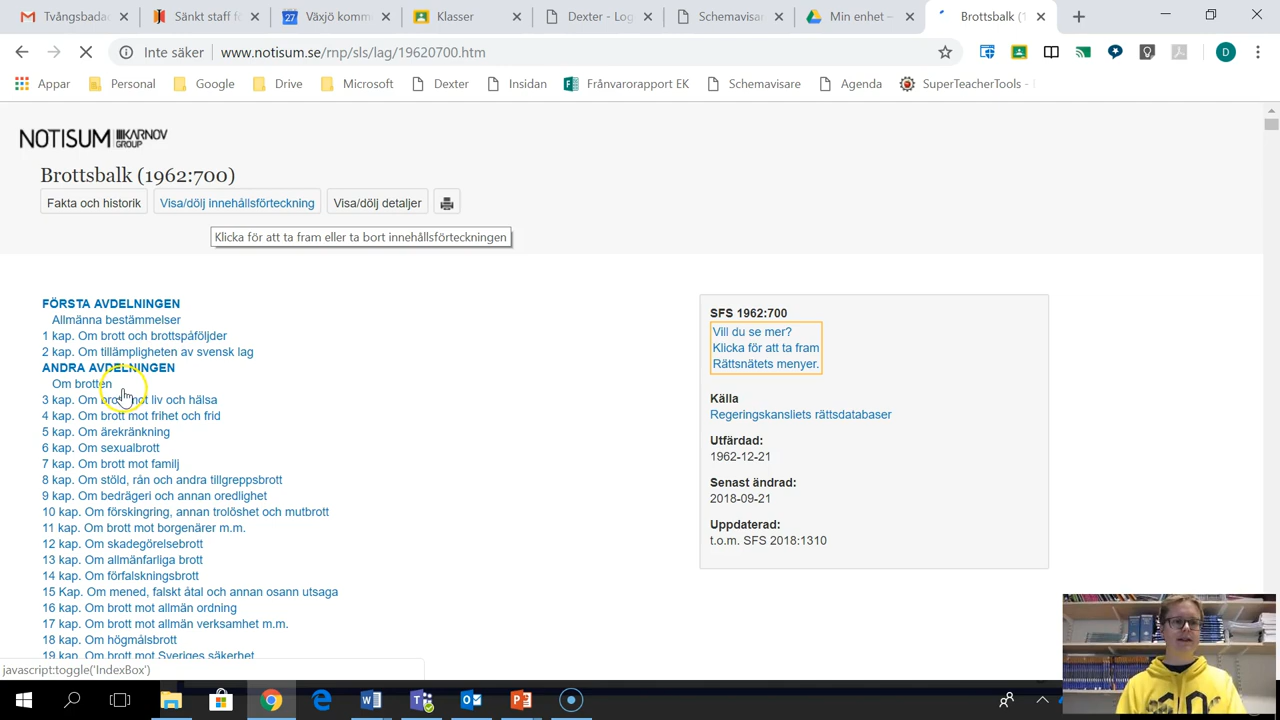 Tvångsbadar
Sänkt staff fö
27
Växjö komm
Klasser
Dexter - Log
Schemavisar
Min enhet –
Brottsbalk (1
Inte säker
www.notisum.se/rnp/sls/lag/19620700.htm
D
Appar
Personal
Google
Drive
Microsoft
Dexter
Insidan
Frånvarorapport EK
Schemavisare
Agenda
SuperTeacherTools -
NOTISUM KARNOV GROUP
Brottsbalk (1962:700)
Fakta och historik
Visa/dölj innehållsförteckning
Visa/dölj detaljer
Klicka för att ta fram eller ta bort innehållsförteckningen
FÖRSTA AVDELNINGEN
Allmänna bestämmelser
1 kap. Om brott och brottspåföljder
2 kap. Om tillämpligheten av svensk lag
ANDRA AVDELNINGEN
Om brotten
3 kap. Om brott mot liv och hälsa
4 kap. Om brott mot frihet och frid
5 kap. Om ärekränkning
6 kap. Om sexualbrott
7 kap. Om brott mot familj
8 kap. Om stöld, rån och andra tillgreppsbrott
9 kap. Om bedrägeri och annan oredlighet
10 kap. Om förskingring, annan trolöshet och mutbrott
11 kap. Om brott mot borgenärer m.m.
12 kap. Om skadegörelsebrott
13 kap. Om allmänfarliga brott
14 kap. Om förfalskningsbrott
15 Kap. Om mened, falskt åtal och annan osann utsaga
16 kap. Om brott mot allmän ordning
17 kap. Om brott mot allmän verksamhet m.m.
18 kap. Om högmålsbrott
19 kap. Om brott mot Sveriges säkerhet
SFS 1962:700
Vill du se mer?
Klicka för att ta fram
Rättsnätets menyer.
Källa
Regeringskansliets rättsdatabaser
Utfärdad:
1962-12-21
Senast ändrad:
2018-09-21
Uppdaterad:
t.o.m. SFS 2018:1310
javascript:toggle('IndexBox')